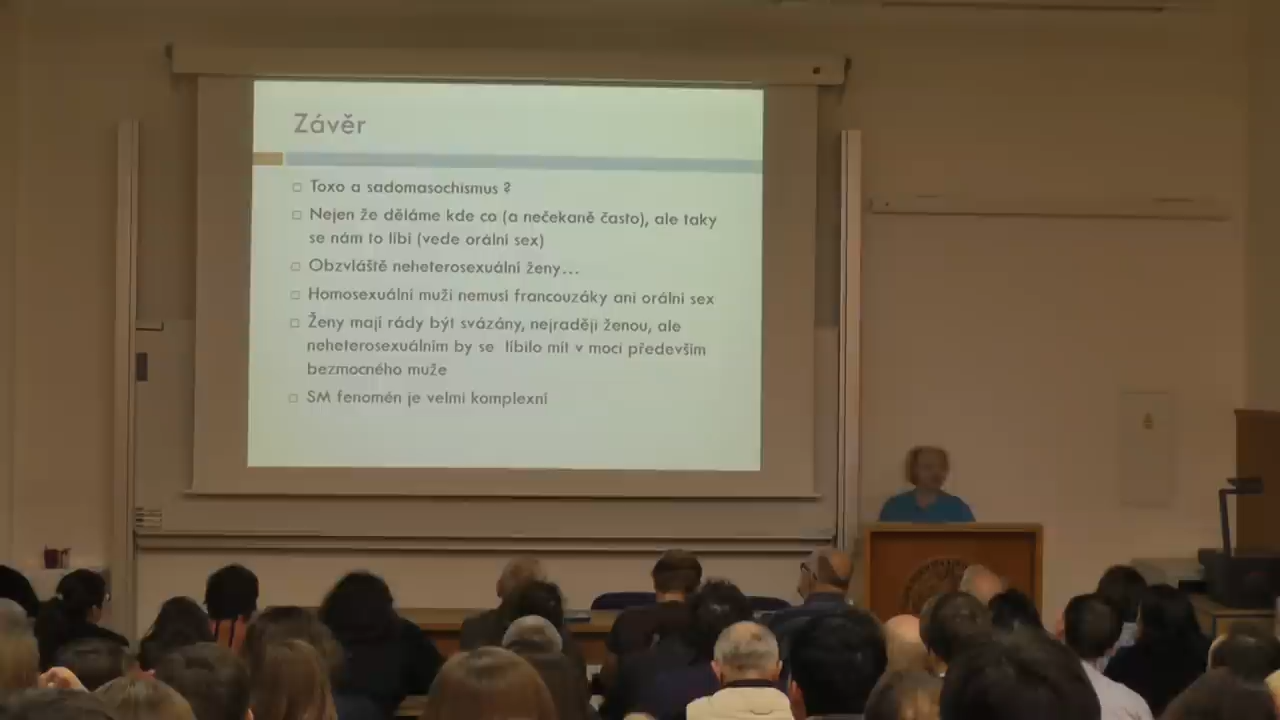 Závěr
Toxo a sadomasochismus ?
Nejen že děláme kde co (a nečekaně často), ale taky
se nám to líbí (vede orální sex)
Obzvláště neheterosexuální ženy...
Homosexuální muži nemusí francouzáky ani orální sex
Ženy mají rády být svázány, nejraději ženou, ale
neheterosexuálním by se líbilo mít v moci především
bezmocného muže
SM fenomén je velmi komplexní